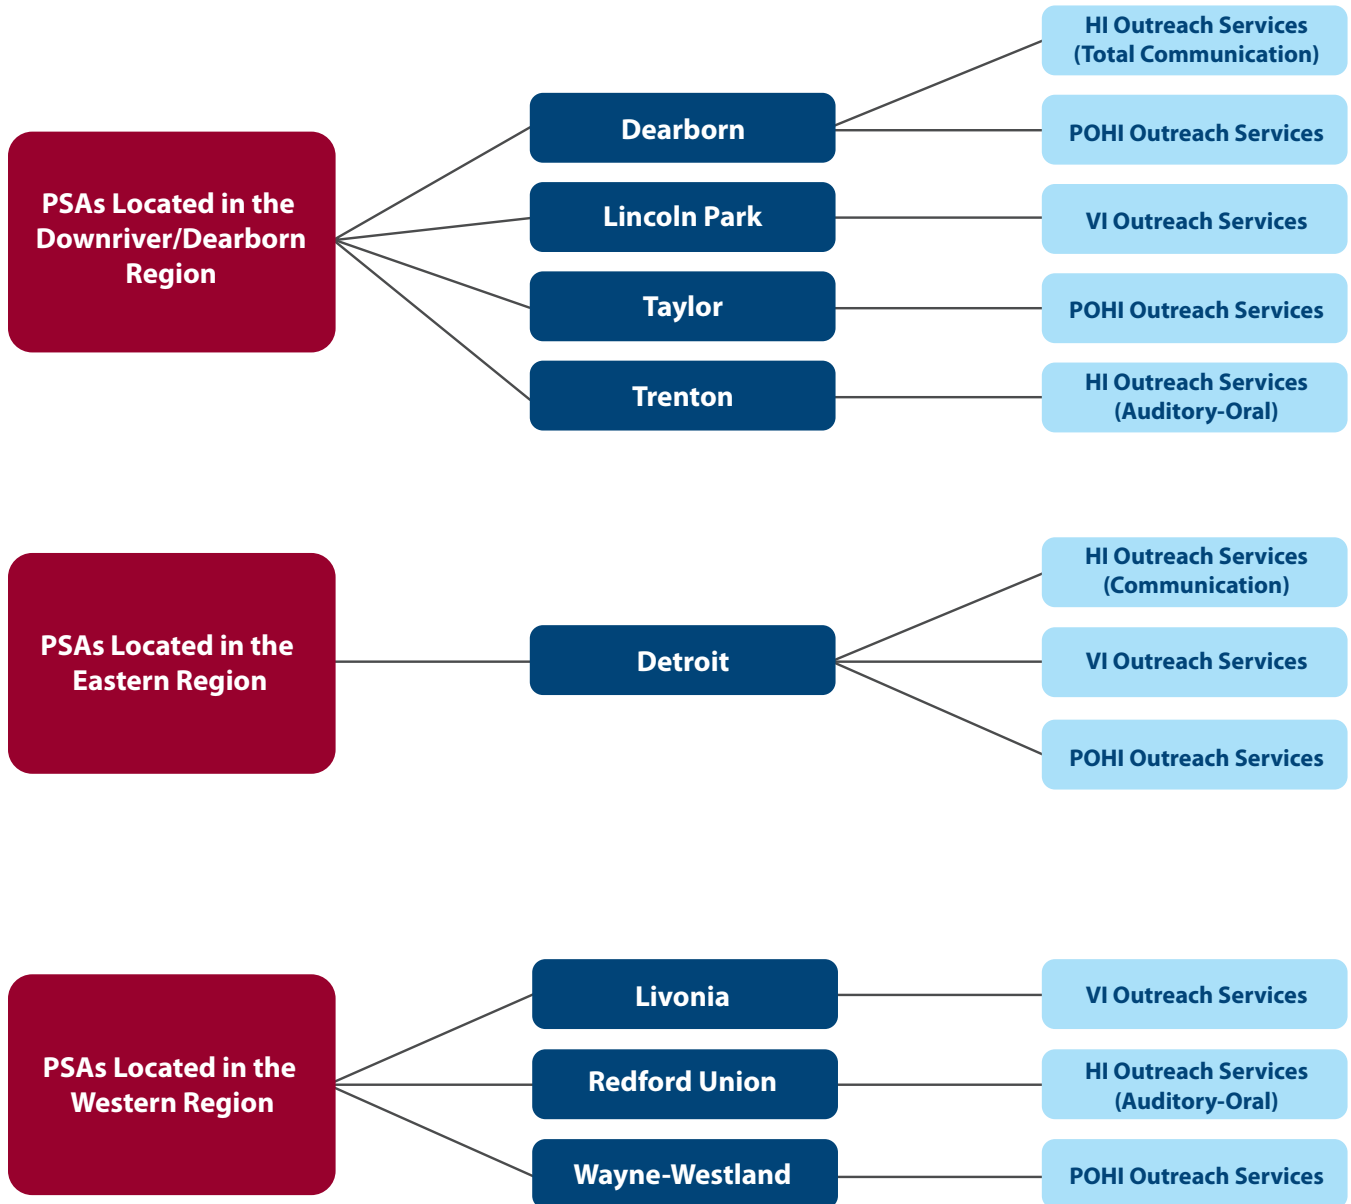 PSAs Located in the
Downriver/Dearborn
Region
Dearborn
HI Outreach Services
(Total Communication)
POHI Outreach Services
Lincoln Park
VI Outreach Services
Taylor
POHI Outreach Services
Trenton
HI Outreach Services
(Auditory-Oral)
PSAs Located in the
Eastern Region
Detroit
HI Outreach Services
(Communication)
VI Outreach Services
POHI Outreach Services
PSAs Located in the
Western Region
Livonia
VI Outreach Services
Redford Union
HI Outreach Services
(Auditory-Oral)
Wayne-Westland
POHI Outreach Services